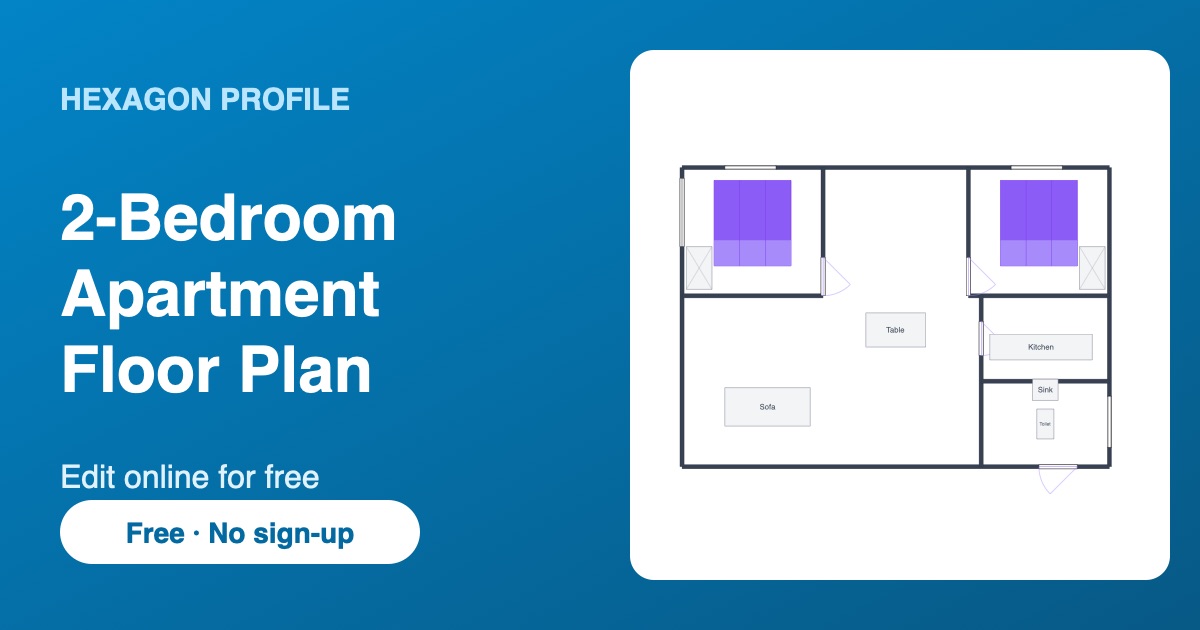 HEXAGON PROFILE
2-Bedroom
Apartment
Floor Plan
Edit online for free
Free · No sign-up
Table
Kitchen
Sink
Sofa
Toilet